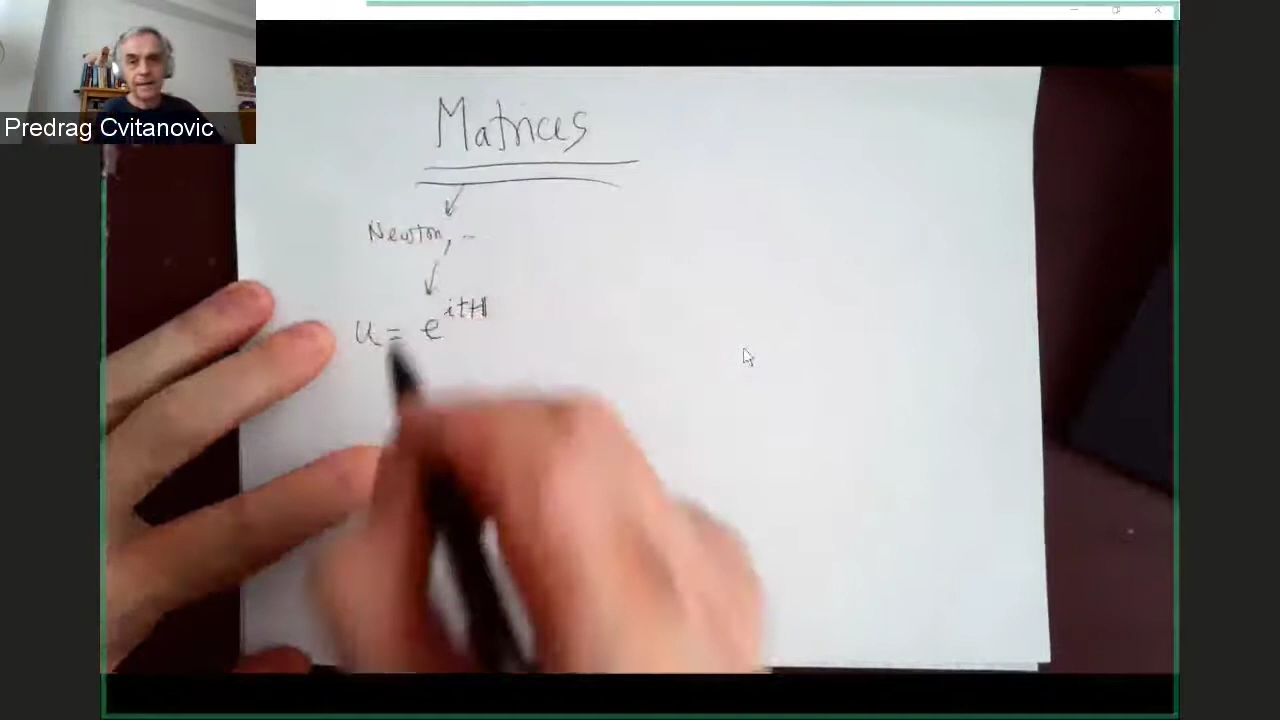 Predrag Cvitanovic
Matrices
Newton, ...
u = e^{itH}